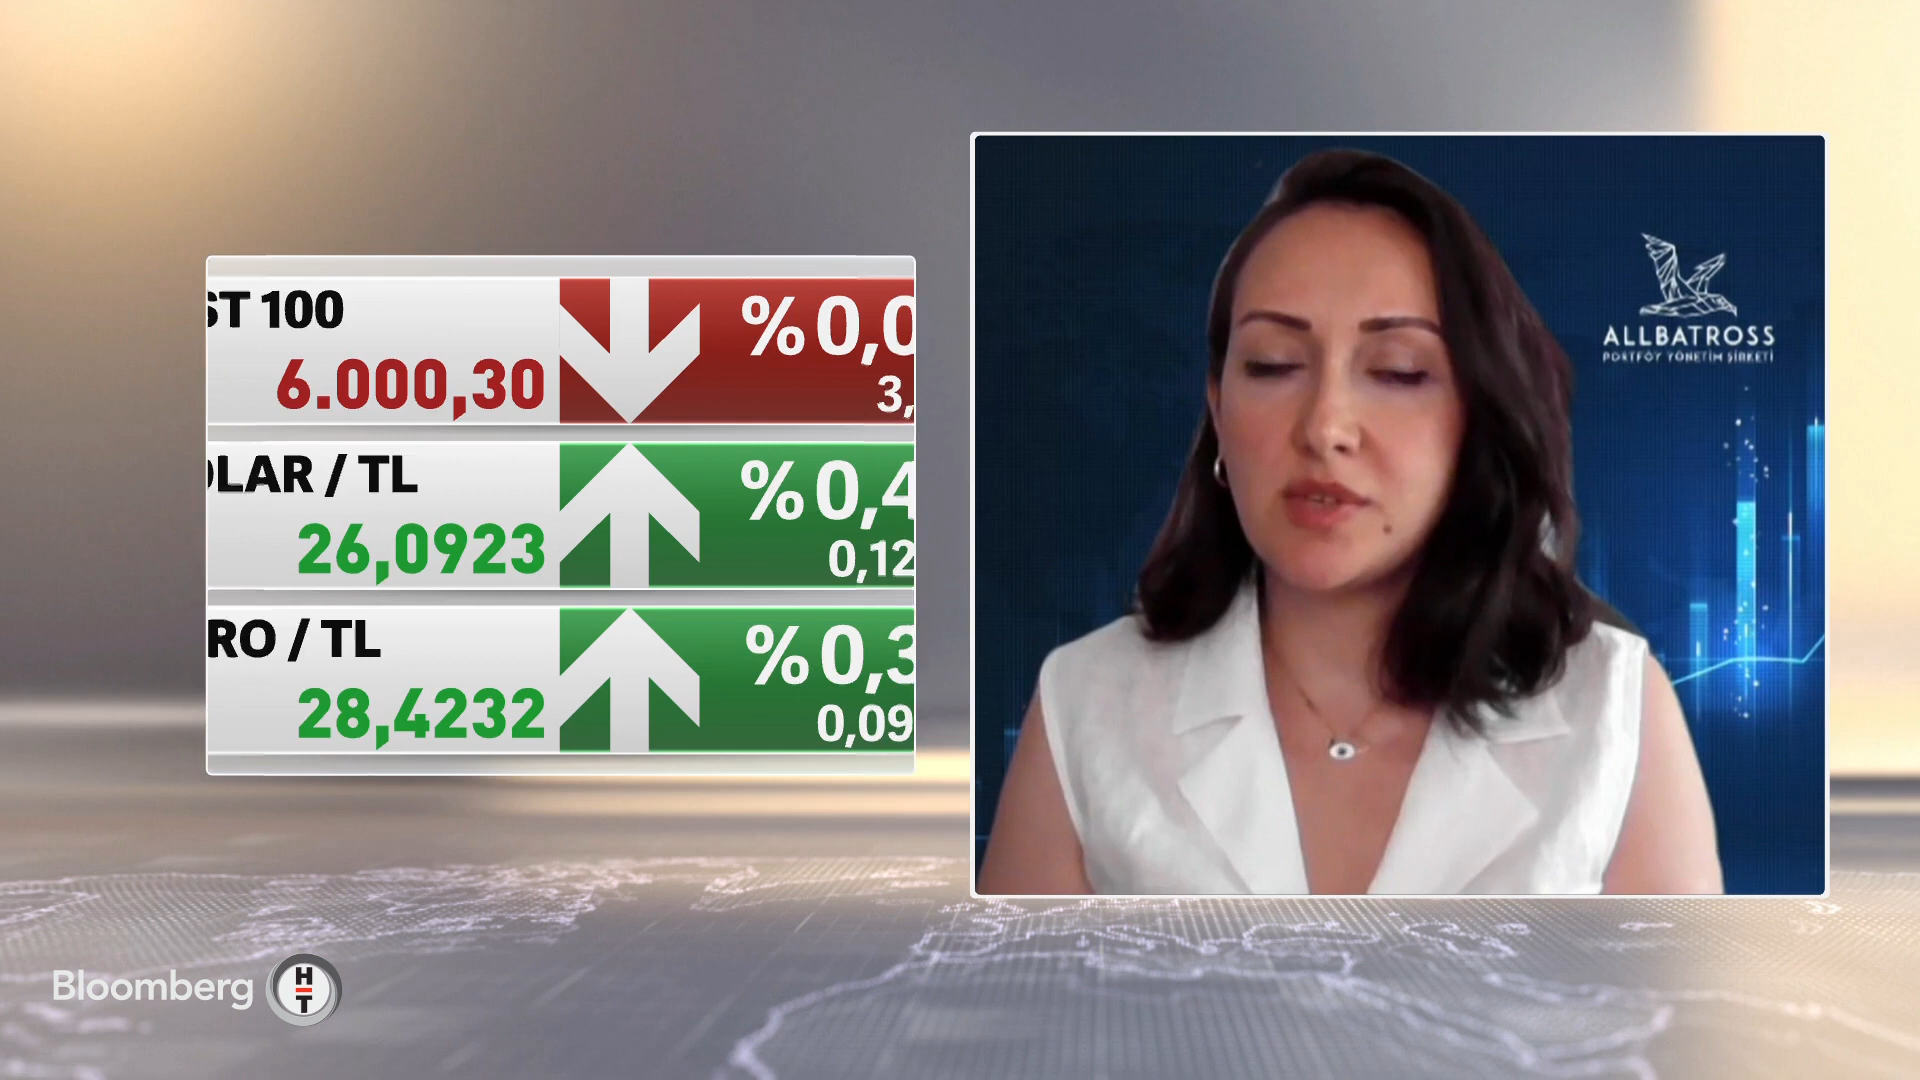 ST 100
6.000,30
%0,0
3,
OLAR / TL
26,0923
%0,4
0,12
RO / TL
28,4232
%0,3
0,09
ALLBATROSS
PORTFÖY YÖNETİM ŞİRKETİ
Bloomberg HT